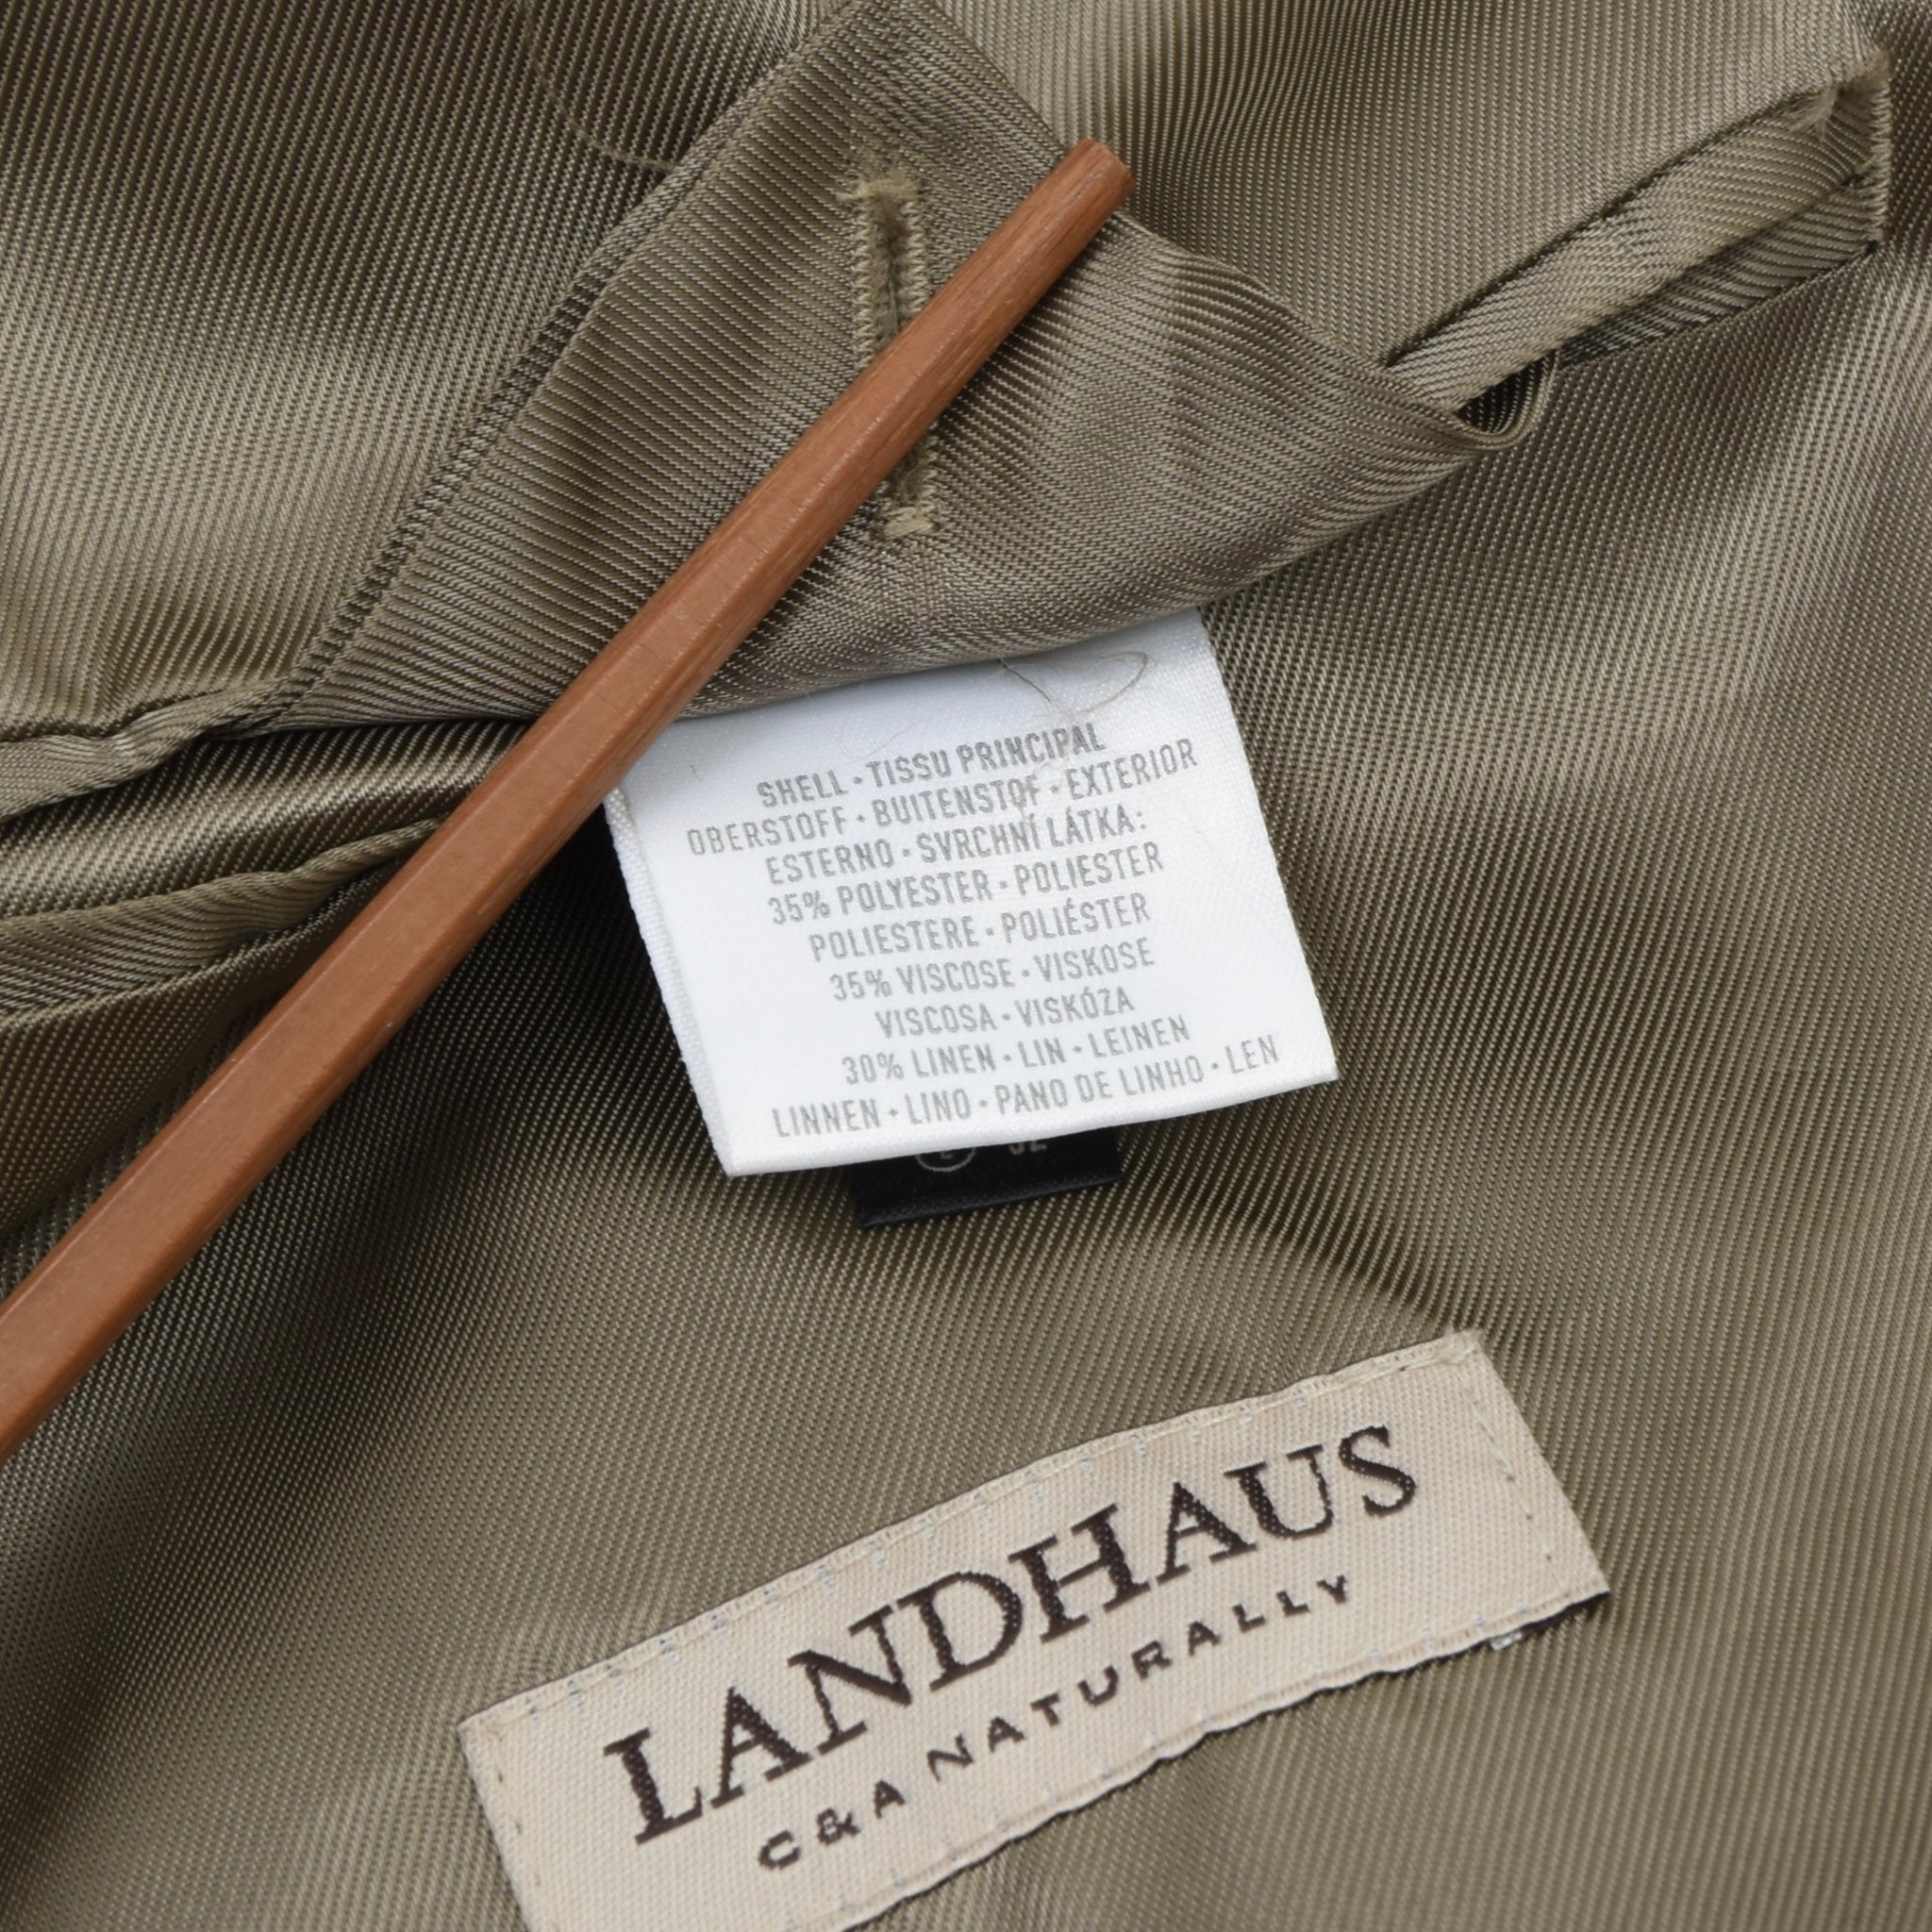 SHELL · TISSU PRINCIPAL
OBERSTOFF · BUITENSTOF · EXTERIOR
ESTERNO · SVRCHNÍ LÁTKA:
35% POLYESTER · POLIESTER
POLIESTERE · POLIÉSTER
35% VISCOSE · VISKOSE
VISCOSA · VISKÓZA
30% LINEN · LIN · LEINEN
LINNEN · LINO · PANO DE LINHO · LEN
LANDHAUS
C&A NATURALLY